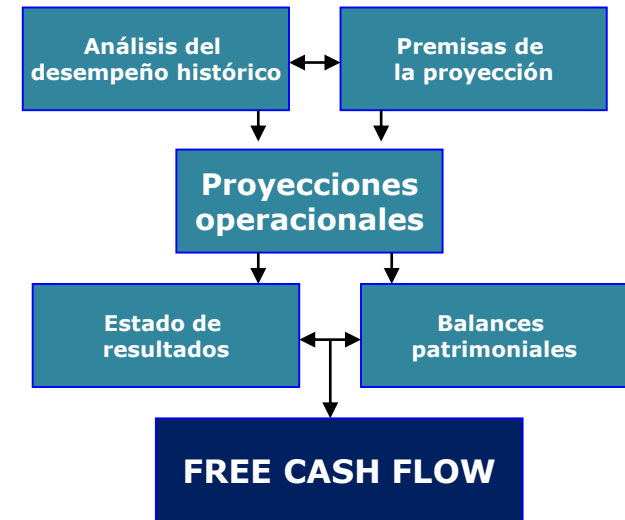 Análisis del
desempeño histórico
Premisas de
la proyección
Proyecciones
operacionales
Estado de
resultados
Balances
patrimoniales
FREE CASH FLOW